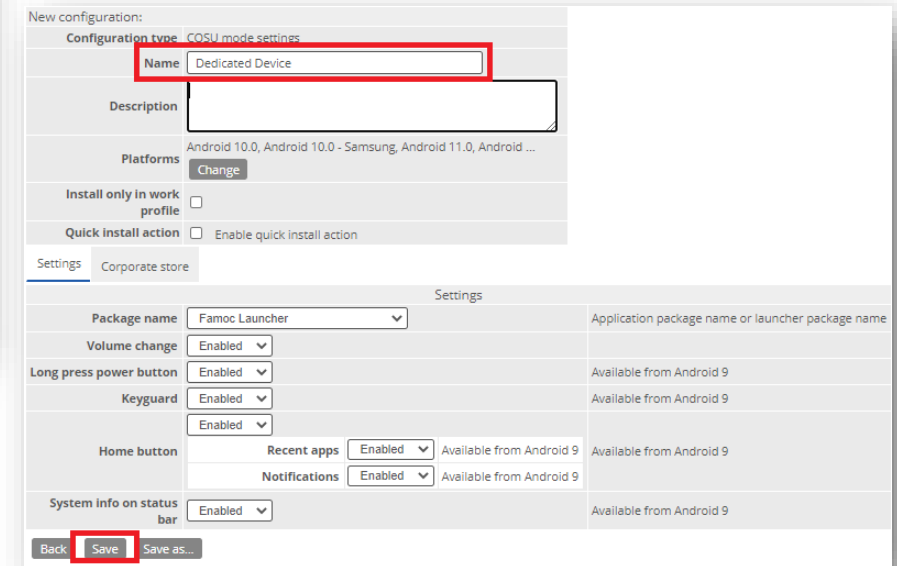 New configuration:
Configuration type COSU mode settings
Name Dedicated Device
Description
Platforms Android 10.0, Android 10.0 - Samsung, Android 11.0, Android ...
Change
Install only in work
profile
Quick install action Enable quick install action
Settings Corporate store
Settings
Package name Famoc Launcher Application package name or launcher package name
Volume change Enabled
Long press power button Enabled Available from Android 9
Keyguard Enabled Available from Android 9
Enabled
Home button Recent apps Enabled Available from Android 9 Available from Android 9
Notifications Enabled Available from Android 9
System info on status
bar Enabled Available from Android 9
Back Save Save as...